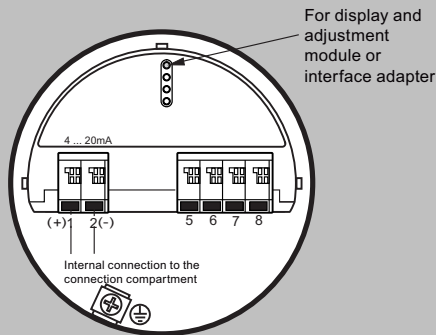 For display and
adjustment
module or
interface adapter
4 ... 20mA
(+)1 2(-) 5 6 7 8
Internal connection to the
connection compartment